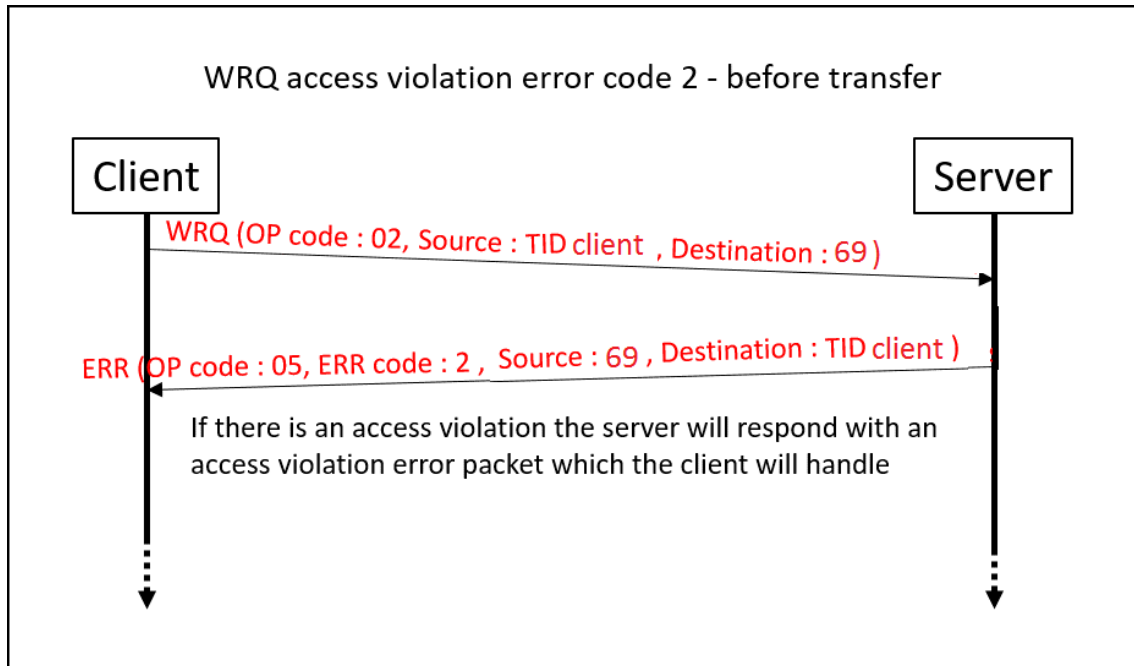 WRQ access violation error code 2 - before transfer
Client
Server
WRQ (OP code : 02, Source : TID client , Destination : 69 )
ERR (OP code : 05, ERR code : 2 , Source : 69 , Destination : TID client )
If there is an access violation the server will respond with an
access violation error packet which the client will handle